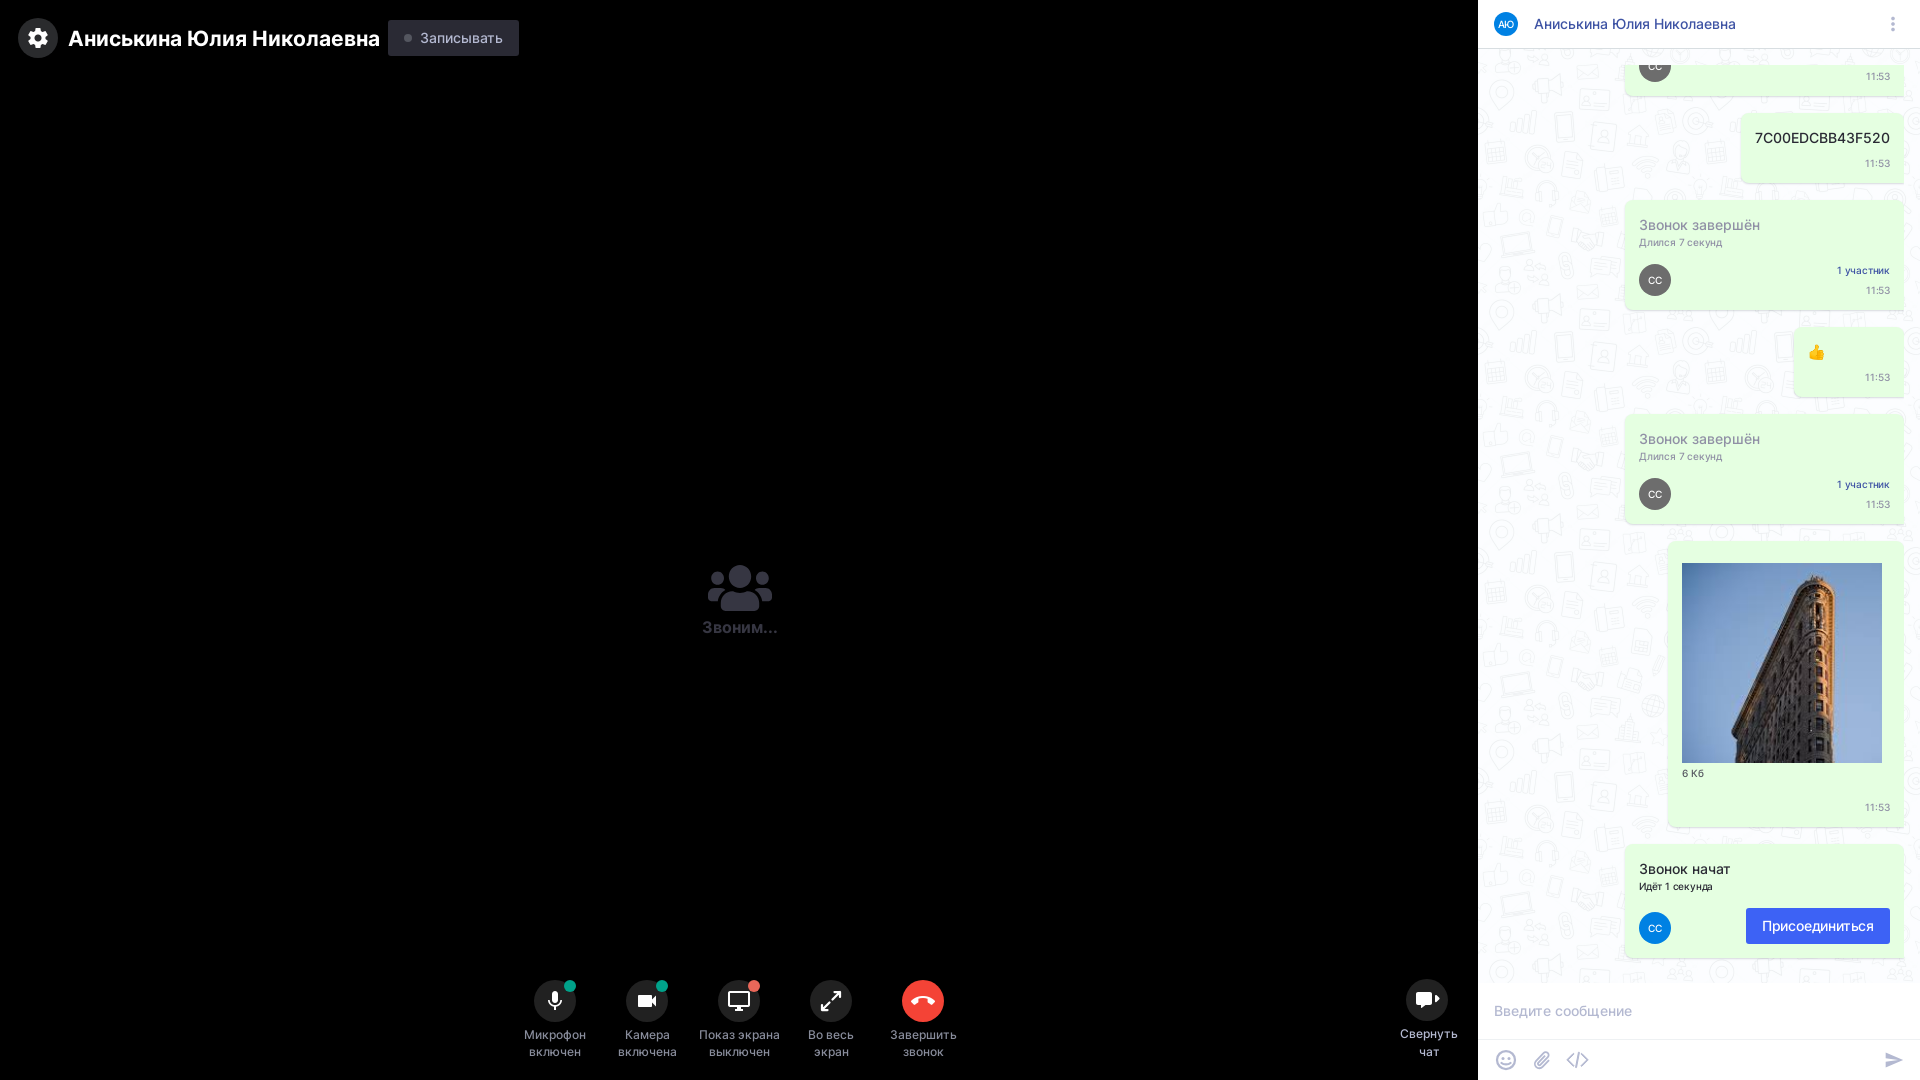 Аниськина Юлия Николаевна
Записывать
Звоним...
Микрофон
включен
Камера
включена
Показ экрана
выключен
Во весь
экран
Завершить
звонок
Свернуть
чат
АЮ
Аниськина Юлия Николаевна
СС
11:53
7C00EDCBB43F520
11:53
Звонок завершён
Длился 7 секунд
1 участник
СС
11:53
11:53
Звонок завершён
Длился 7 секунд
1 участник
СС
11:53
6 Кб
11:53
Звонок начат
Идёт 1 секунда
СС
Присоединиться
Введите сообщение